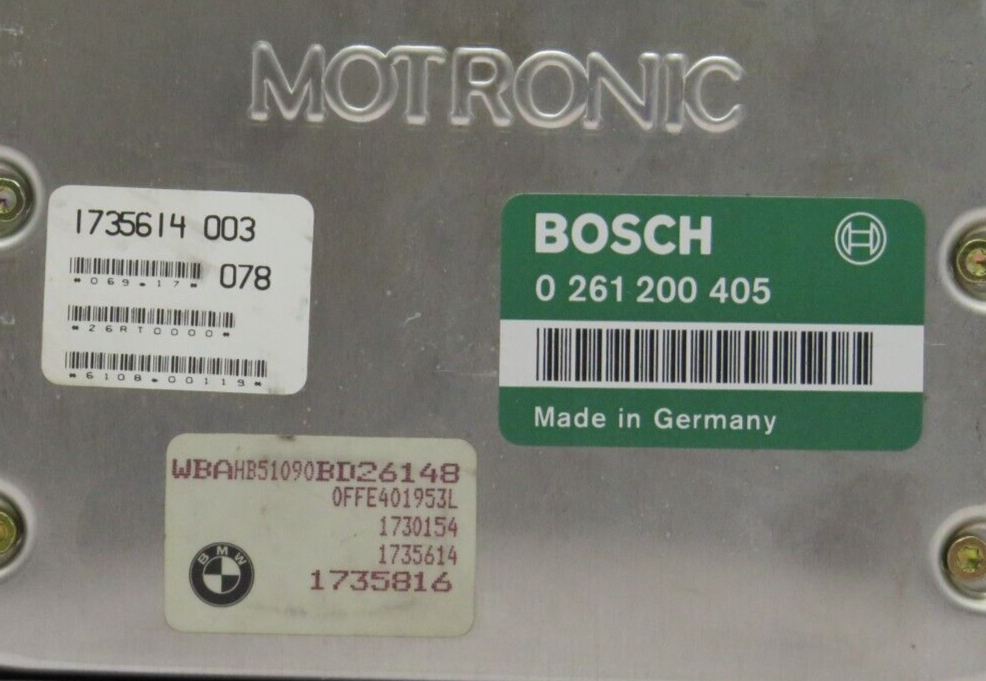 MOTRONIC
1735614 003
*069.17* 078
*26RT0000*
*6108.00119*
BOSCH
0 261 200 405
Made in Germany
WBAHB51090BD26148
0FFE401953L
1730154
1735614
1735816
BMW